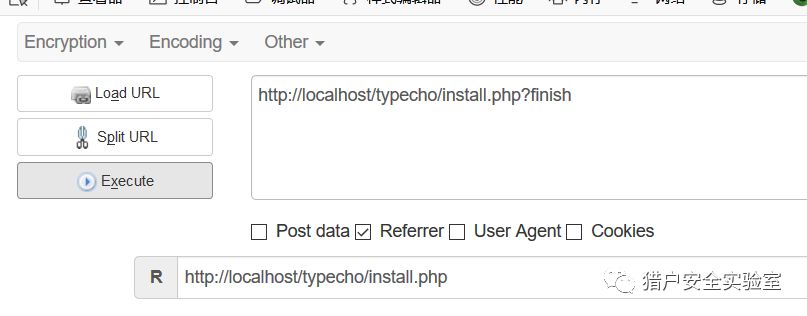 Encryption Encoding Other
Load URL
http://localhost/typecho/install.php?finish
Split URL
Execute
Post data Referrer User Agent Cookies
R http://localhost/typecho/install.php
猎户安全实验室